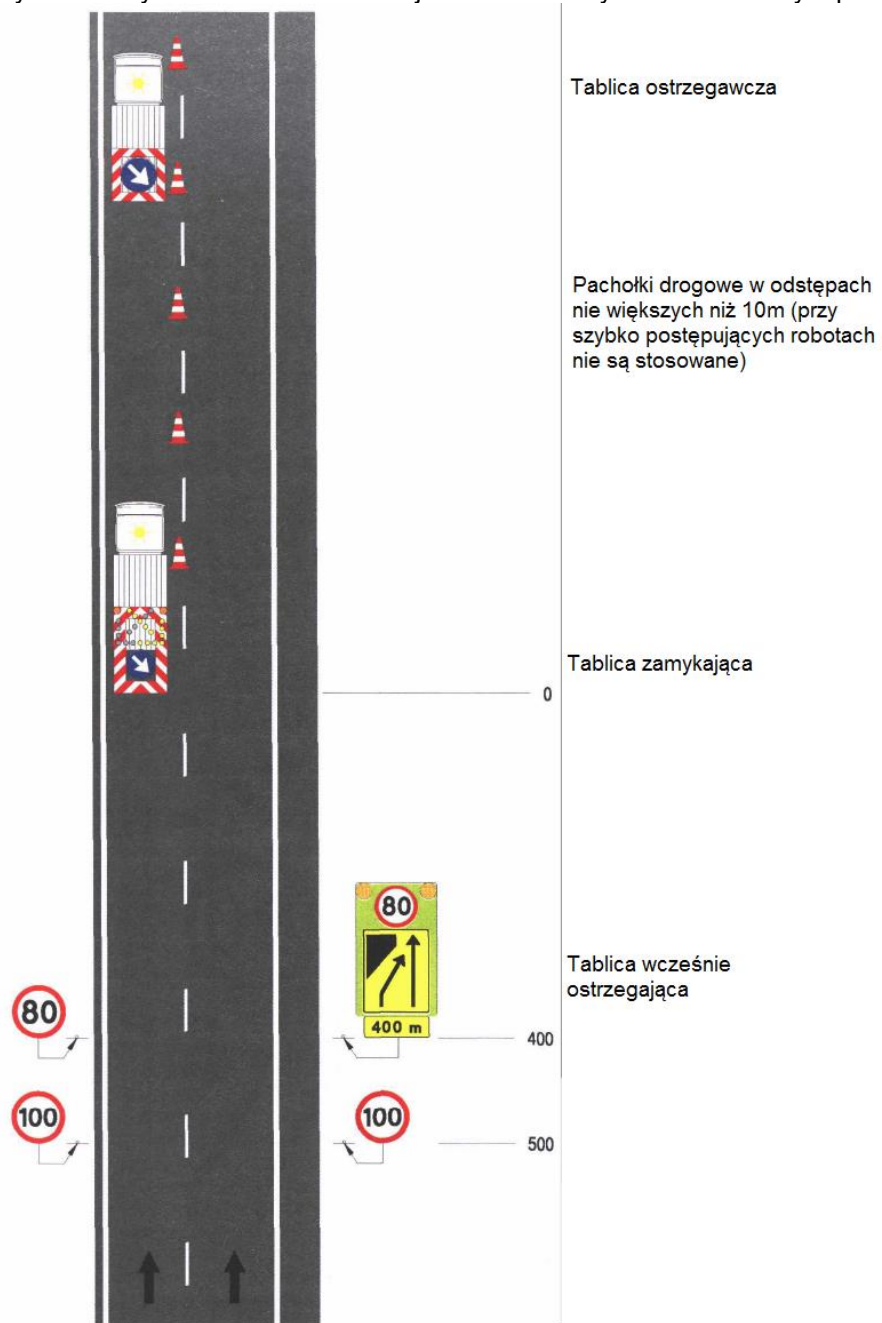 Tablica ostrzegawcza
Pachołki drogowe w odstępach
nie większych niż 10m (przy
szybko postępujących robotach
nie są stosowane)
Tablica zamykająca
0
80
Tablica wcześnie
ostrzegająca
80
400 m
400
100
100
500